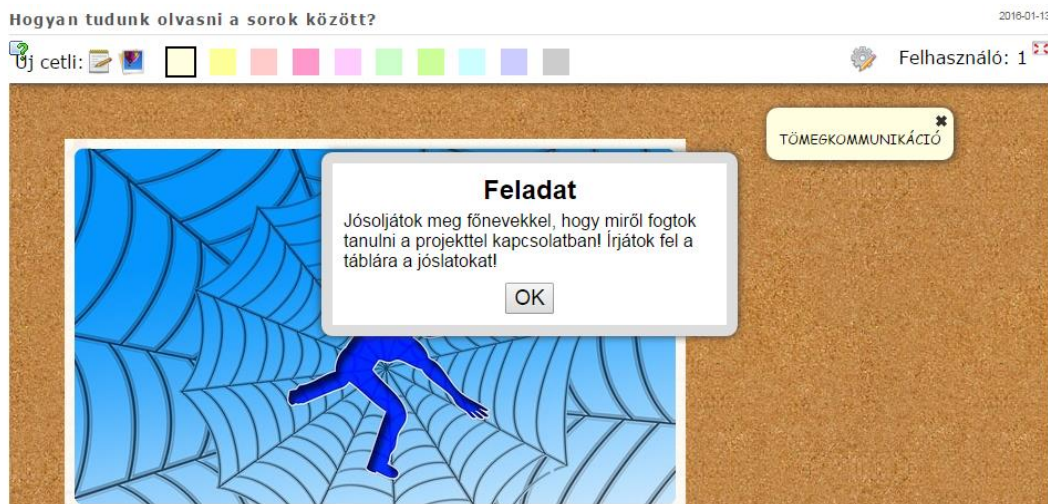 Hogyan tudunk olvasni a sorok között?
2016-01-13
Új cetli:
Felhasználó: 1
TÖMEGKOMMUNIKÁCIÓ
Feladat
Jósoljátok meg főnevekkel, hogy miről fogtok
tanulni a projekttel kapcsolatban! Írjátok fel a
táblára a jóslatokat!
OK